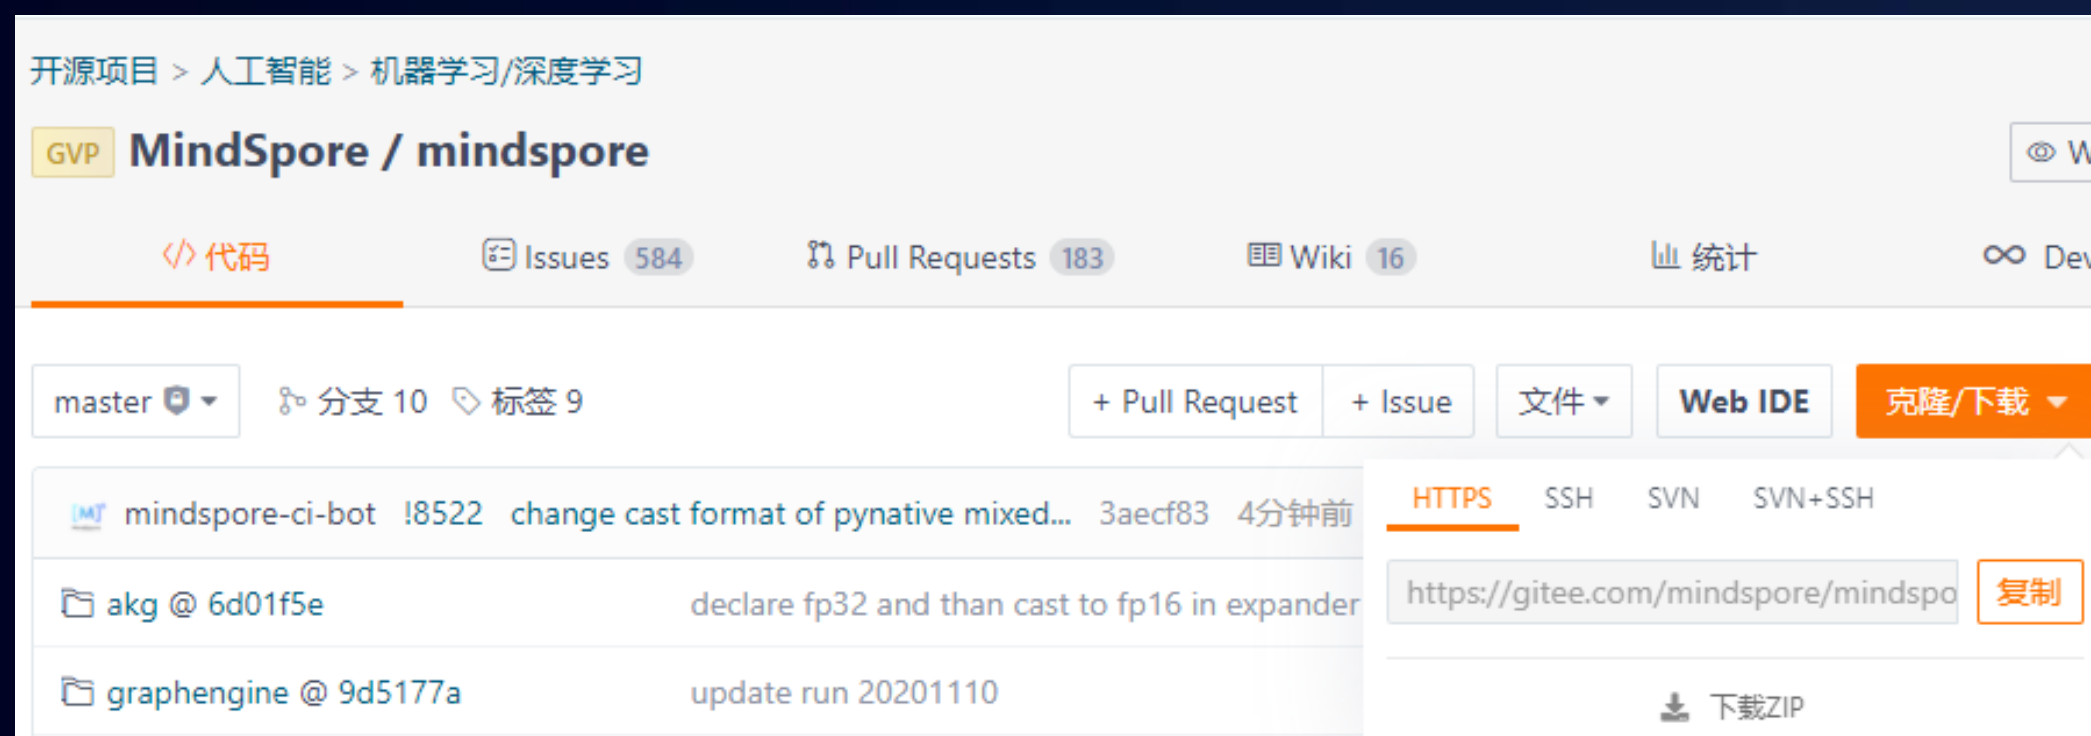 开源项目 > 人工智能 > 机器学习/深度学习
GVP MindSpore / mindspore
</> 代码 Issues 584 Pull Requests 183 Wiki 16 统计
master 分支 10 标签 9 + Pull Request + Issue 文件 Web IDE 克隆/下载
mindspore-ci-bot !8522 change cast format of pynative mixed... 3aecf83 4分钟前
HTTPS SSH SVN SVN+SSH
akg @ 6d01f5e declare fp32 and than cast to fp16 in expander
https://gitee.com/mindspore/mindspo 复制
graphengine @ 9d5177a update run 20201110
下载ZIP